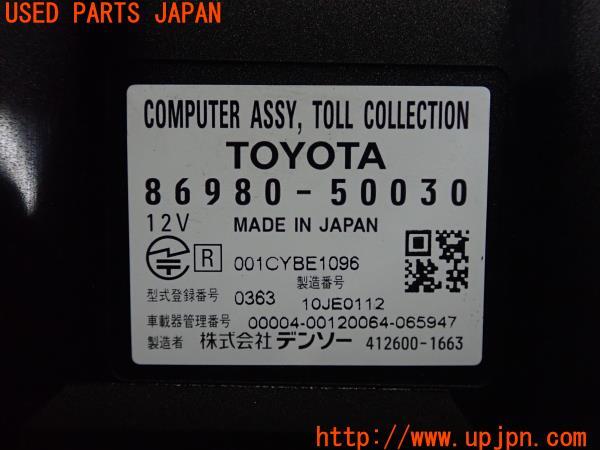 USED PARTS JAPAN
COMPUTER ASSY, TOLL COLLECTION
TOYOTA
86980-50030
12V MADE IN JAPAN
R 001CYBE1096
製造番号
型式登録番号 0363 10JE0112
車載器管理番号 00004-00120064-065947
製造者 株式会社デンソー 412600-1663
http://www.upjpn.com/